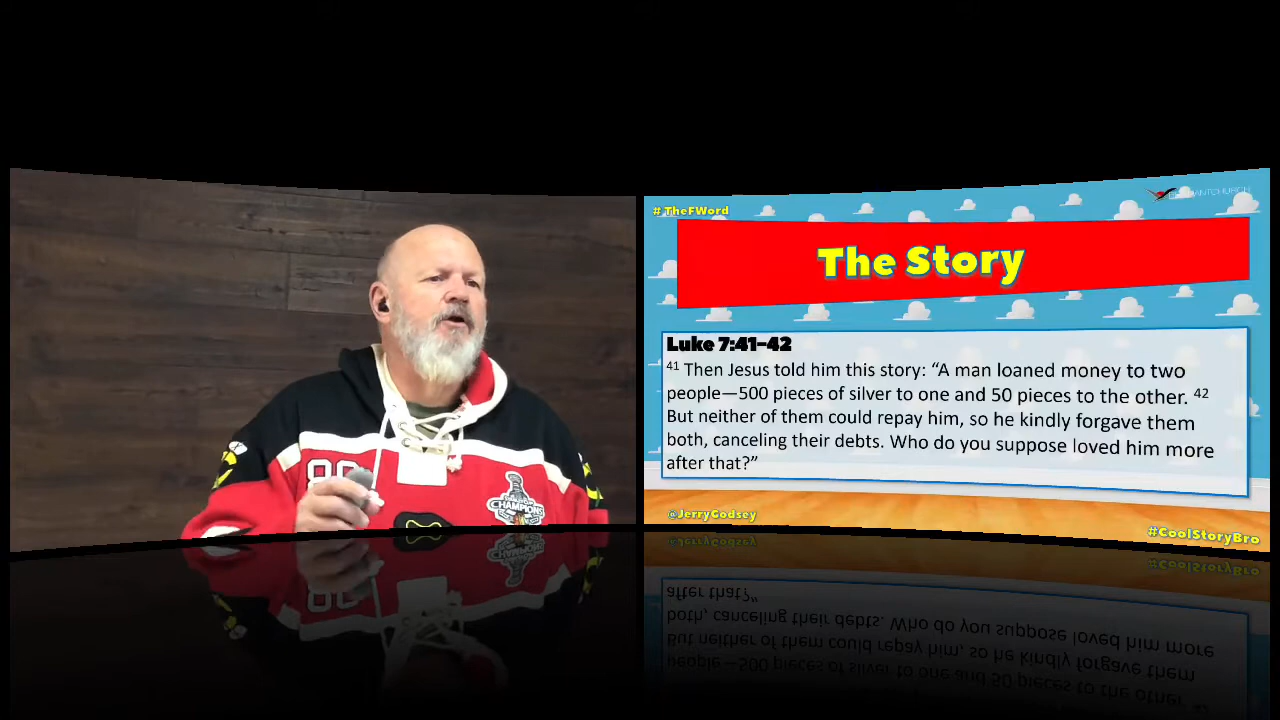 88
CHAMPIONS
#TheFWord
The Story
Luke 7:41-42
41 Then Jesus told him this story: “A man loaned money to two
people—500 pieces of silver to one and 50 pieces to the other. 42
But neither of them could repay him, so he kindly forgave them
both, canceling their debts. Who do you suppose loved him more
after that?”
@JerryGodsey
#CoolStoryBro